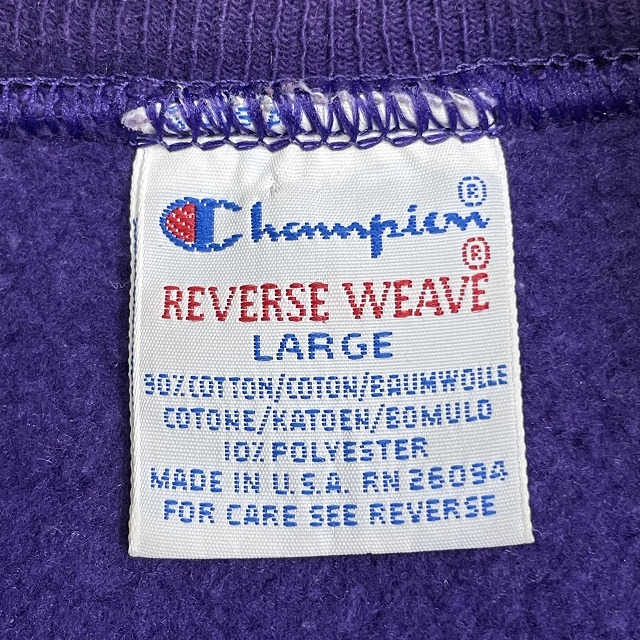 Champion®
REVERSE WEAVE®
LARGE
90% COTTON/COTON/BAUMWOLLE
COTONE/KATOEN/BOMULD
10% POLYESTER
MADE IN U.S.A. RN 26094
FOR CARE SEE REVERSE